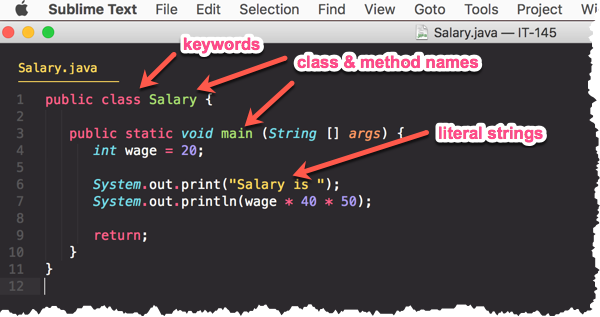 Sublime Text File Edit Selection Find View Goto Tools Project
Salary.java — IT-145
keywords
Salary.java
class & method names
1 public class Salary {
2
3 public static void main (String [] args) {
literal strings
4 int wage = 20;
5
6 System.out.print("Salary is ");
7 System.out.println(wage * 40 * 50);
8
9 return;
10 }
11 }
12